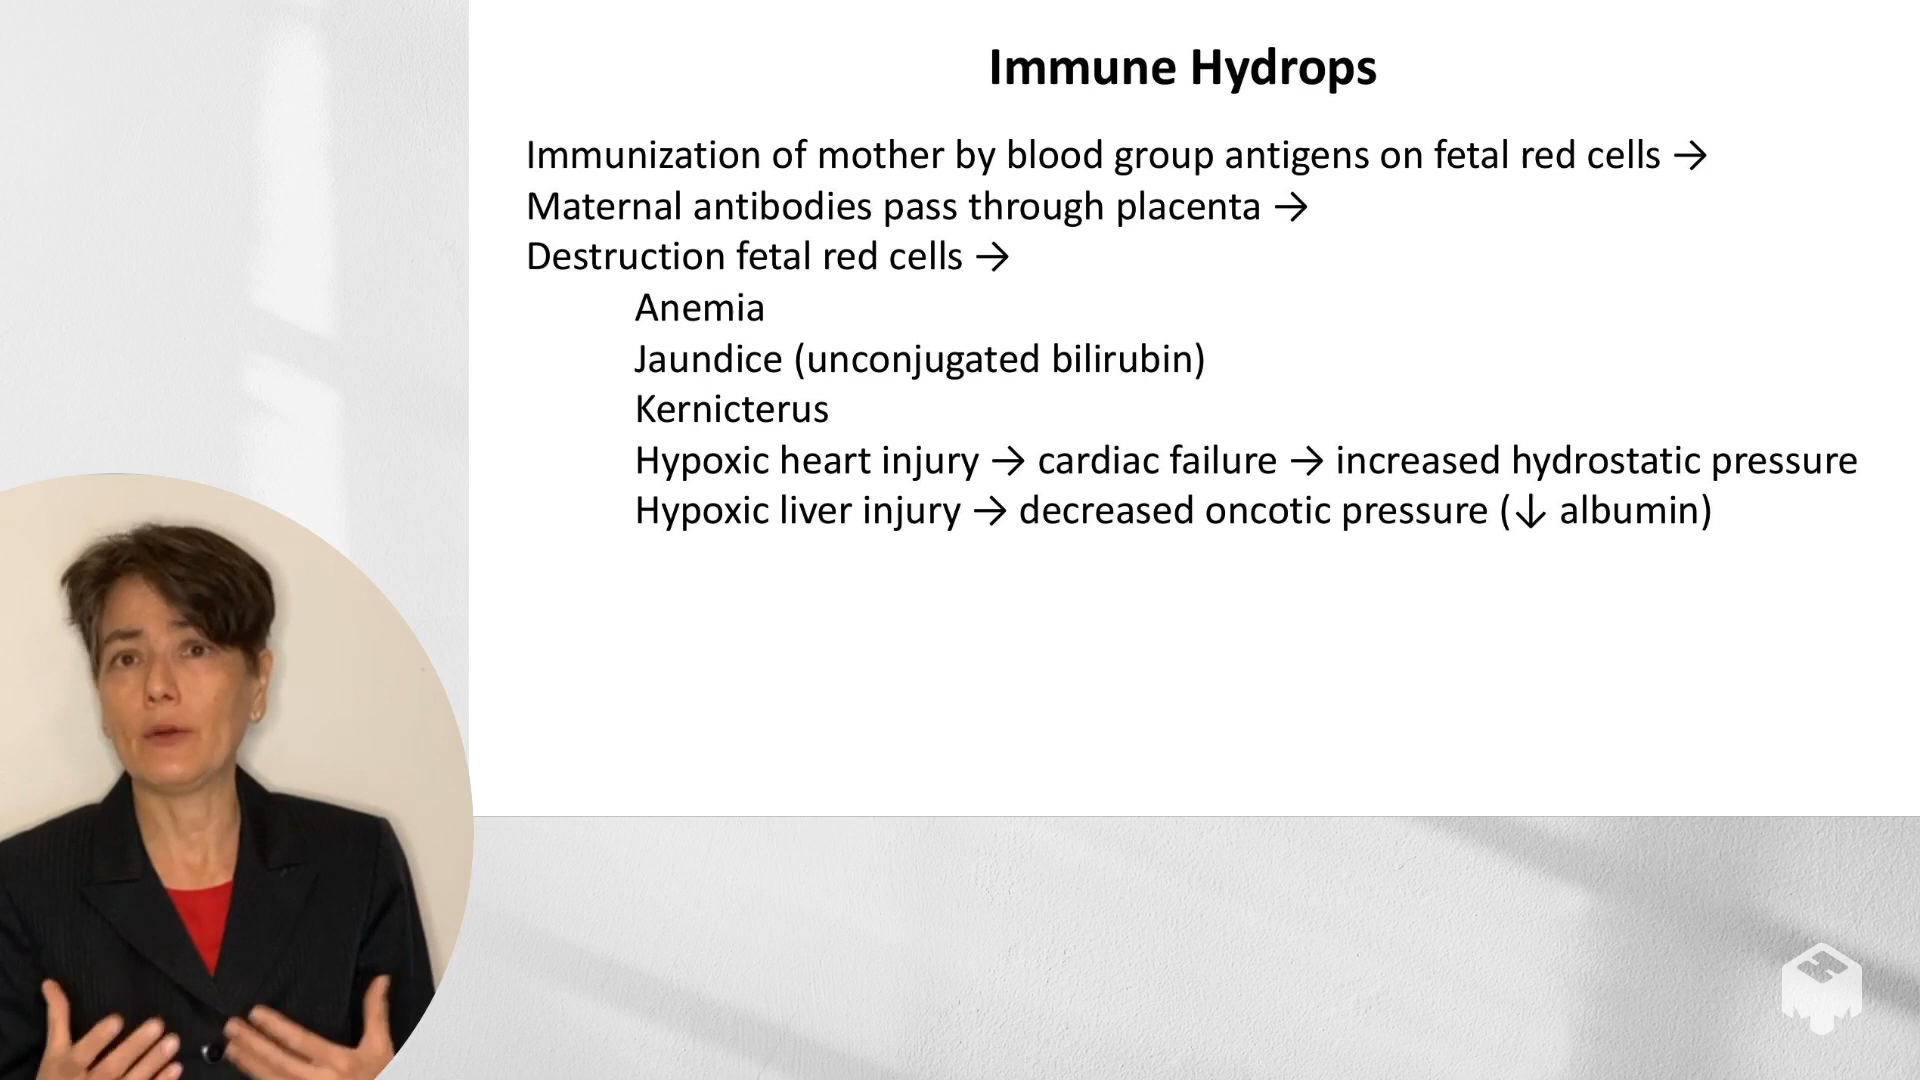 Immune Hydrops
Immunization of mother by blood group antigens on fetal red cells →
Maternal antibodies pass through placenta →
Destruction fetal red cells →
Anemia
Jaundice (unconjugated bilirubin)
Kernicterus
Hypoxic heart injury → cardiac failure → increased hydrostatic pressure
Hypoxic liver injury → decreased oncotic pressure (↓ albumin)